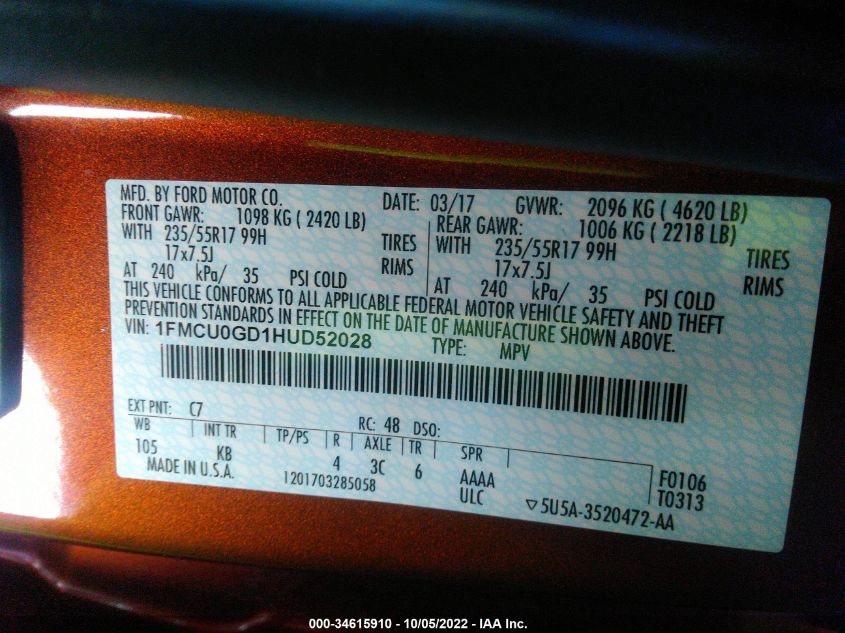 MFD. BY FORD MOTOR CO. DATE: 03/17 GVWR: 2096 KG ( 4620 LB)
FRONT GAWR: 1098 KG ( 2420 LB) REAR GAWR: 1006 KG ( 2218 LB)
WITH 235/55R17 99H TIRES WITH 235/55R17 99H TIRES
17x7.5J RIMS 17x7.5J RIMS
AT 240 kPa/ 35 PSI COLD AT 240 kPa/ 35 PSI COLD
THIS VEHICLE CONFORMS TO ALL APPLICABLE FEDERAL MOTOR VEHICLE SAFETY AND THEFT
PREVENTION STANDARDS IN EFFECT ON THE DATE OF MANUFACTURE SHOWN ABOVE.
VIN: 1FMCU0GD1HUD52028 TYPE: MPV
EXT PNT: C7 RC: 48 DSO:
WB INT TR TP/PS R AXLE TR SPR
105 KB 4 3C 6 AAAA F0106
MADE IN U.S.A. 1201703285058 ULC T0313
▽5U5A-3520472-AA
000-34615910 - 10/05/2022 - IAA Inc.